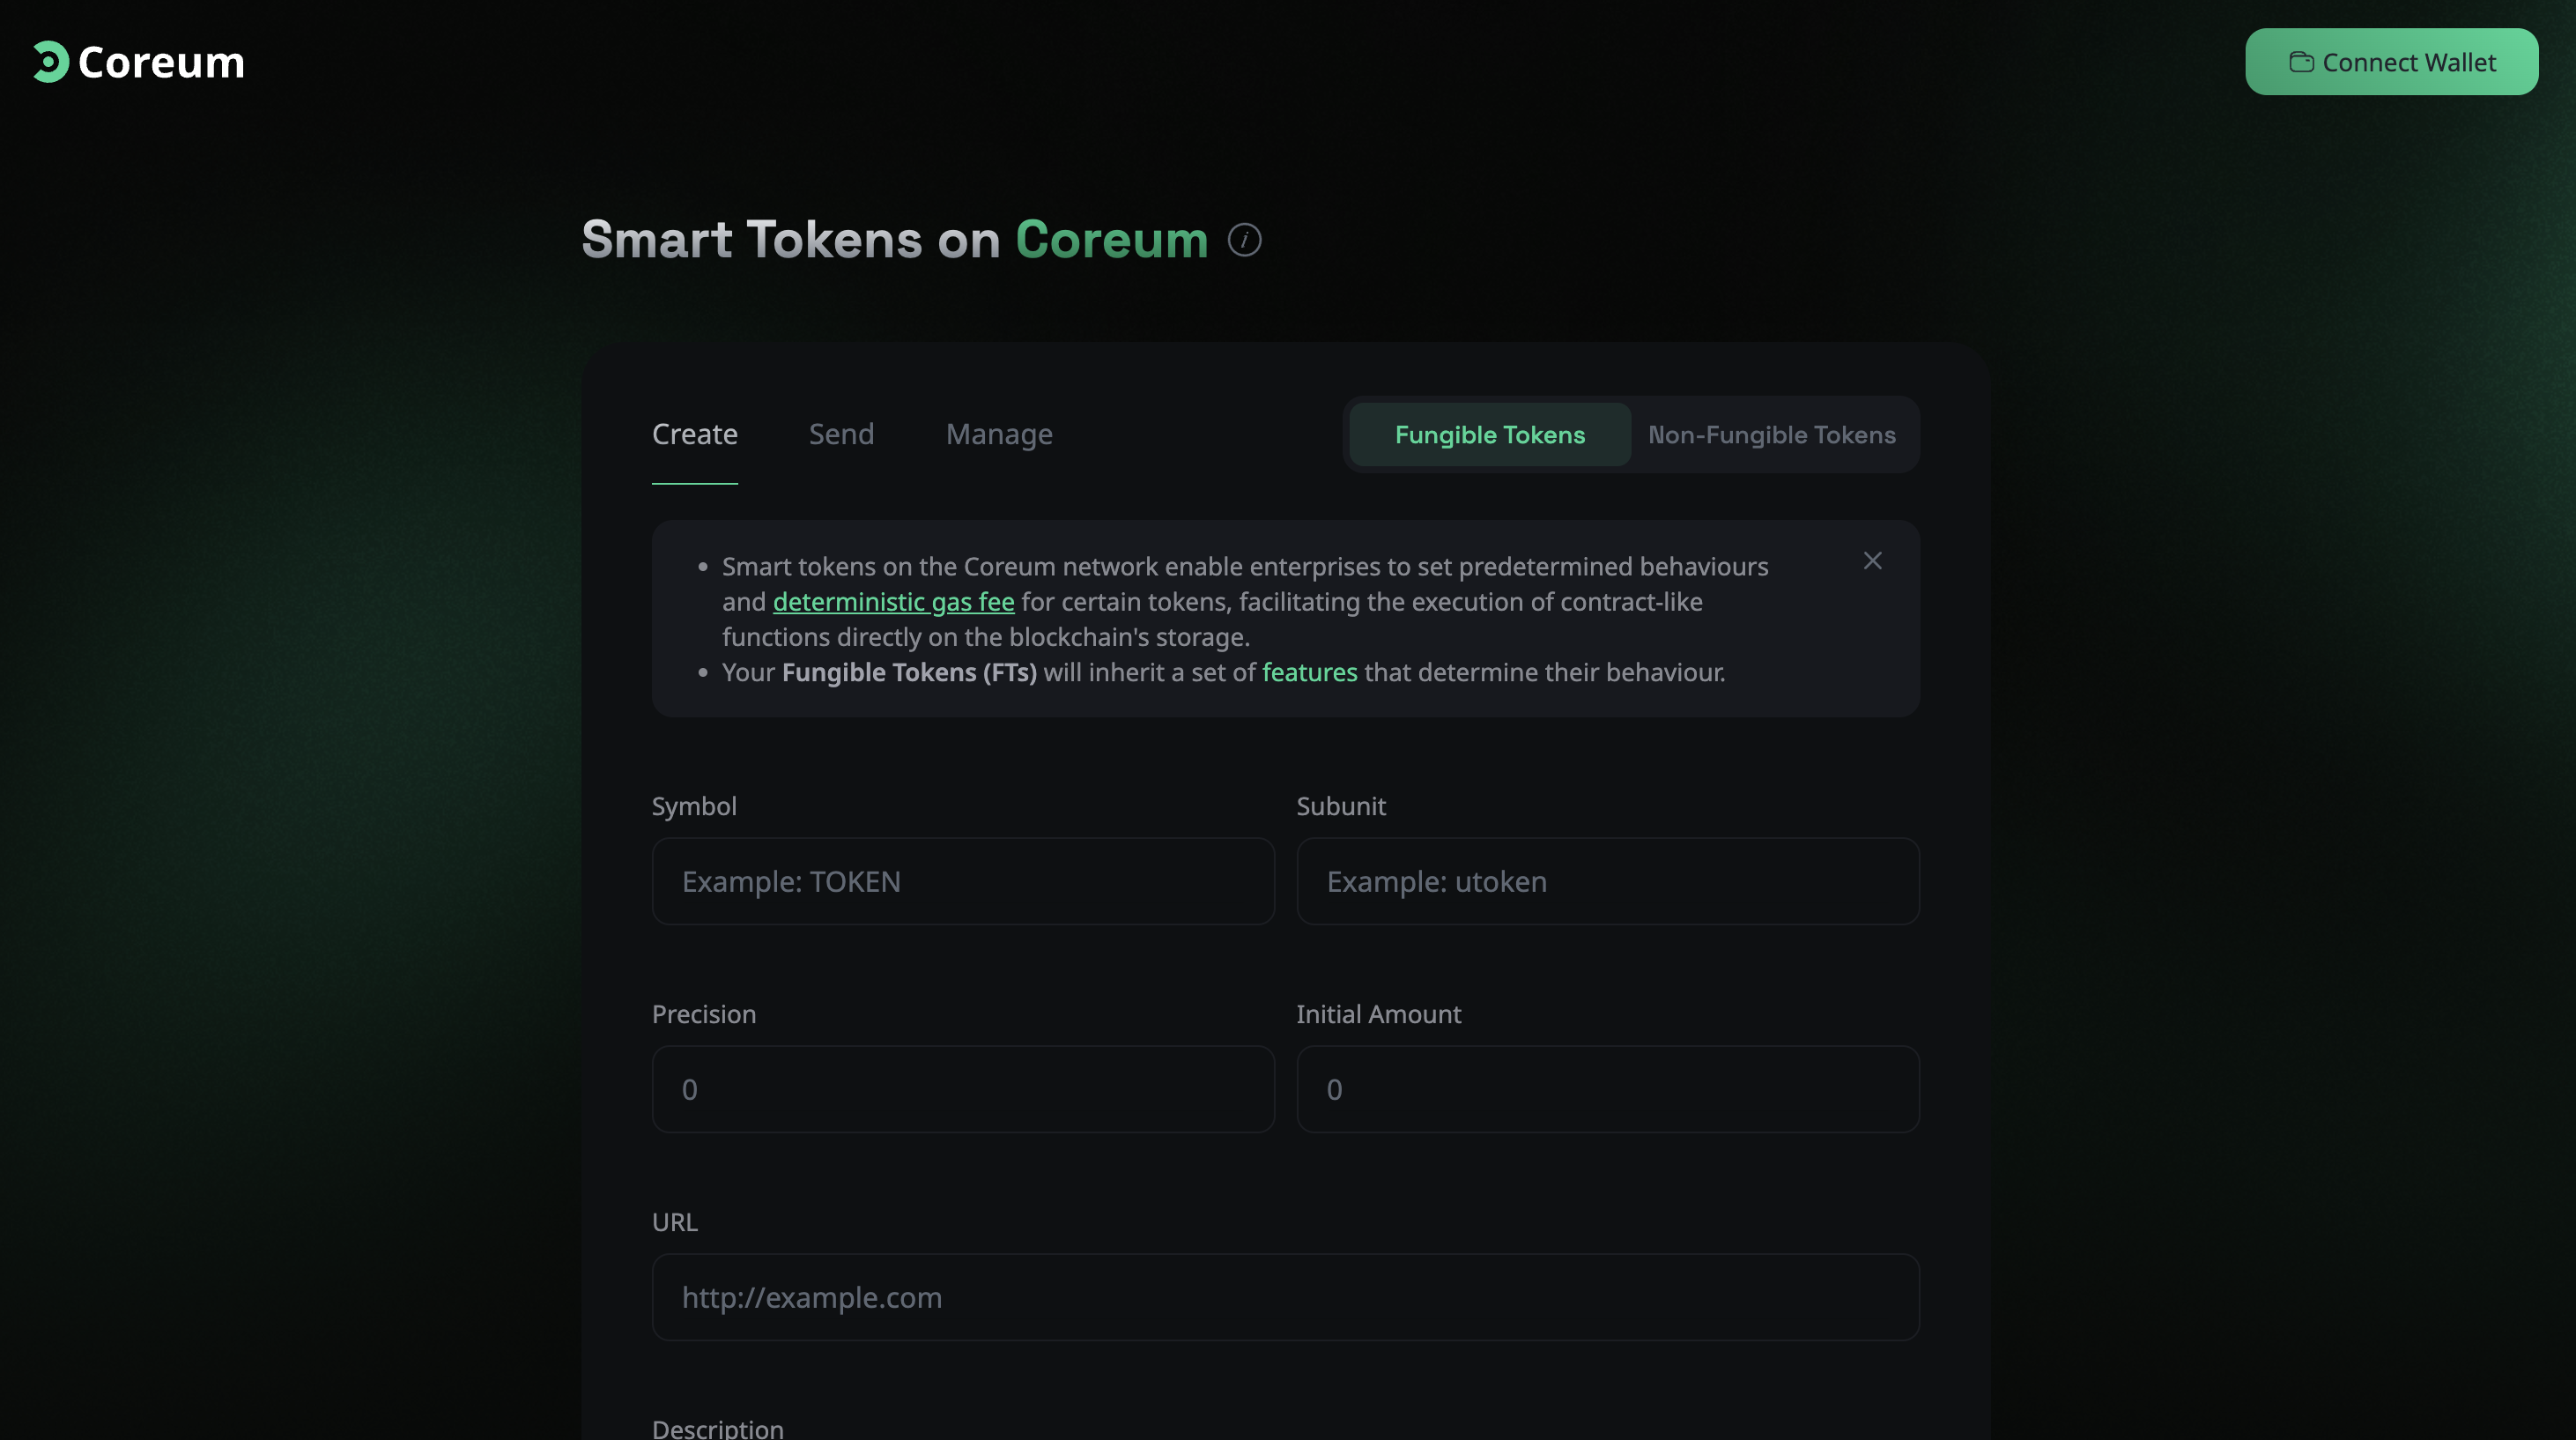 Coreum
Connect Wallet
Smart Tokens on Coreum
Create
Send
Manage
Fungible Tokens
Non-Fungible Tokens
• Smart tokens on the Coreum network enable enterprises to set predetermined behaviours
and deterministic gas fee for certain tokens, facilitating the execution of contract-like
functions directly on the blockchain's storage.
• Your Fungible Tokens (FTs) will inherit a set of features that determine their behaviour.
Symbol
Subunit
Example: TOKEN
Example: utoken
Precision
Initial Amount
0
0
URL
http://example.com
Description